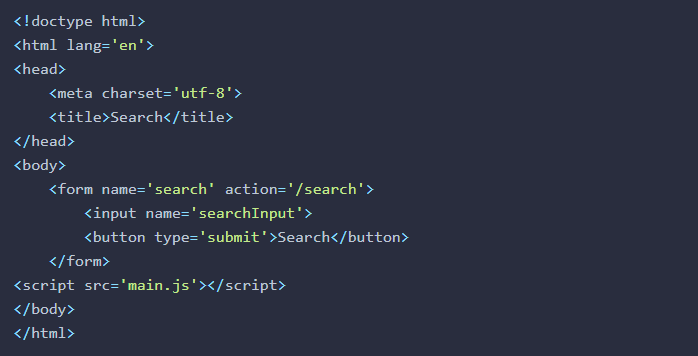 <!doctype html>
<html lang='en'>
<head>
    <meta charset='utf-8'>
    <title>Search</title>
</head>
<body>
    <form name='search' action='/search'>
        <input name='searchInput'>
        <button type='submit'>Search</button>
    </form>
<script src='main.js'></script>
</body>
</html>